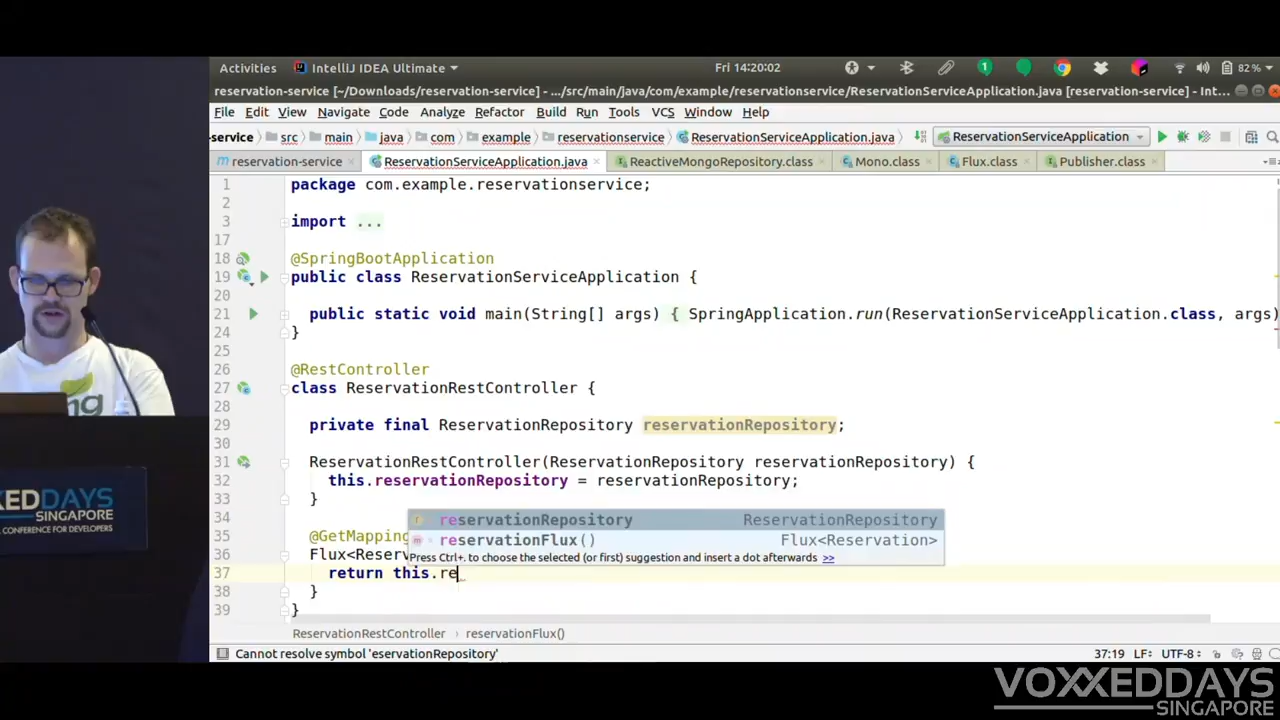 Activities
IntelliJ IDEA Ultimate
Fri 14:20:02
1
82%
reservation-service [~/Downloads/reservation-service] - .../src/main/java/com/example/reservationservice/ReservationServiceApplication.java [reservation-service] - Int...
File Edit View Navigate Code Analyze Refactor Build Run Tools VCS Window Help
-service src main java com example reservationservice ReservationServiceApplication.java ReservationServiceApplication
reservation-service ReservationServiceApplication.java ReactiveMongoRepository.class Mono.class Flux.class Publisher.class
1 package com.example.reservationservice;
2
3 import ...
17
18 @SpringBootApplication
19 public class ReservationServiceApplication {
20
21 public static void main(String[] args) { SpringApplication.run(ReservationServiceApplication.class, args)
24 }
25
26 @RestController
27 class ReservationRestController {
28
29 private final ReservationRepository reservationRepository;
30
31 ReservationRestController(ReservationRepository reservationRepository) {
32 this.reservationRepository = reservationRepository;
33 }
34
35 @GetMapping
36 Flux<Reserv
37 return this.re
38 }
39 }
reservationRepository ReservationRepository
reservationFlux() Flux<Reservation>
Press Ctrl+. to choose the selected (or first) suggestion and insert a dot afterwards >>
ReservationRestController › reservationFlux()
Cannot resolve symbol 'eservationRepository'
37:19 LF: UTF-8:
XEDDAYS
SINGAPORE
CONFERENCE FOR DEVELOPERS
ng
VOXXEDDAYS
SINGAPORE